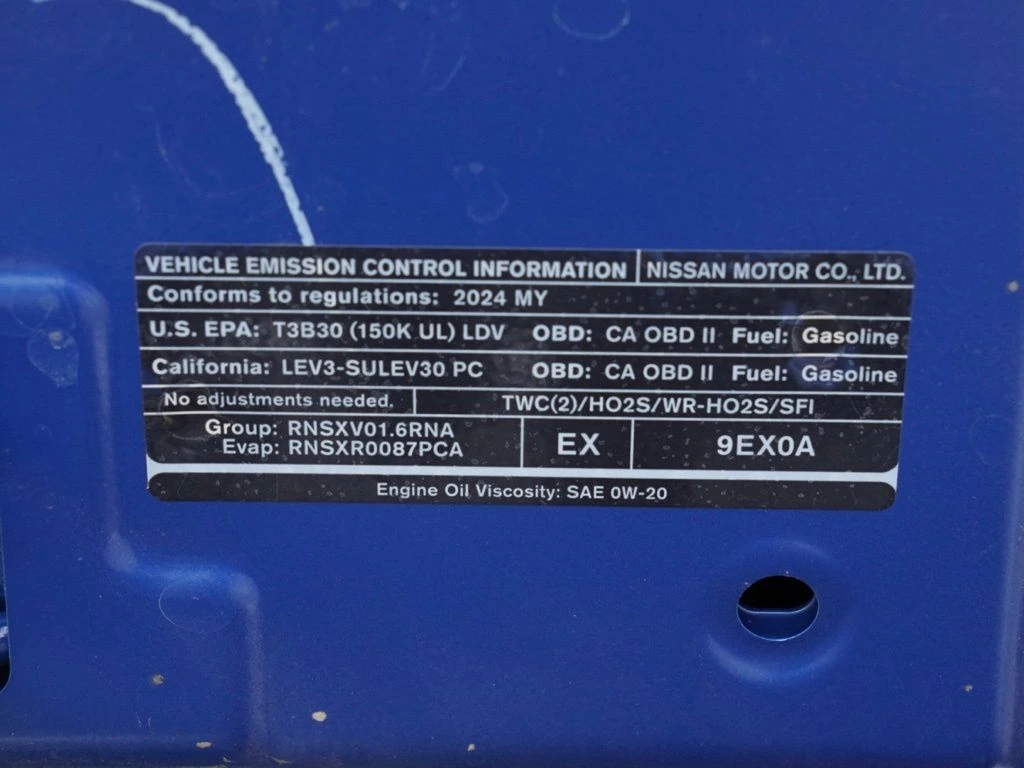 VEHICLE EMISSION CONTROL INFORMATION NISSAN MOTOR CO., LTD.
Conforms to regulations: 2024 MY
U.S. EPA: T3B30 (150K UL) LDV OBD: CA OBD II Fuel: Gasoline
California: LEV3-SULEV30 PC OBD: CA OBD II Fuel: Gasoline
No adjustments needed. TWC(2)/HO2S/WR-HO2S/SFI
Group: RNSXV01.6RNA
Evap: RNSXR0087PCA
EX 9EX0A
Engine Oil Viscosity: SAE 0W-20